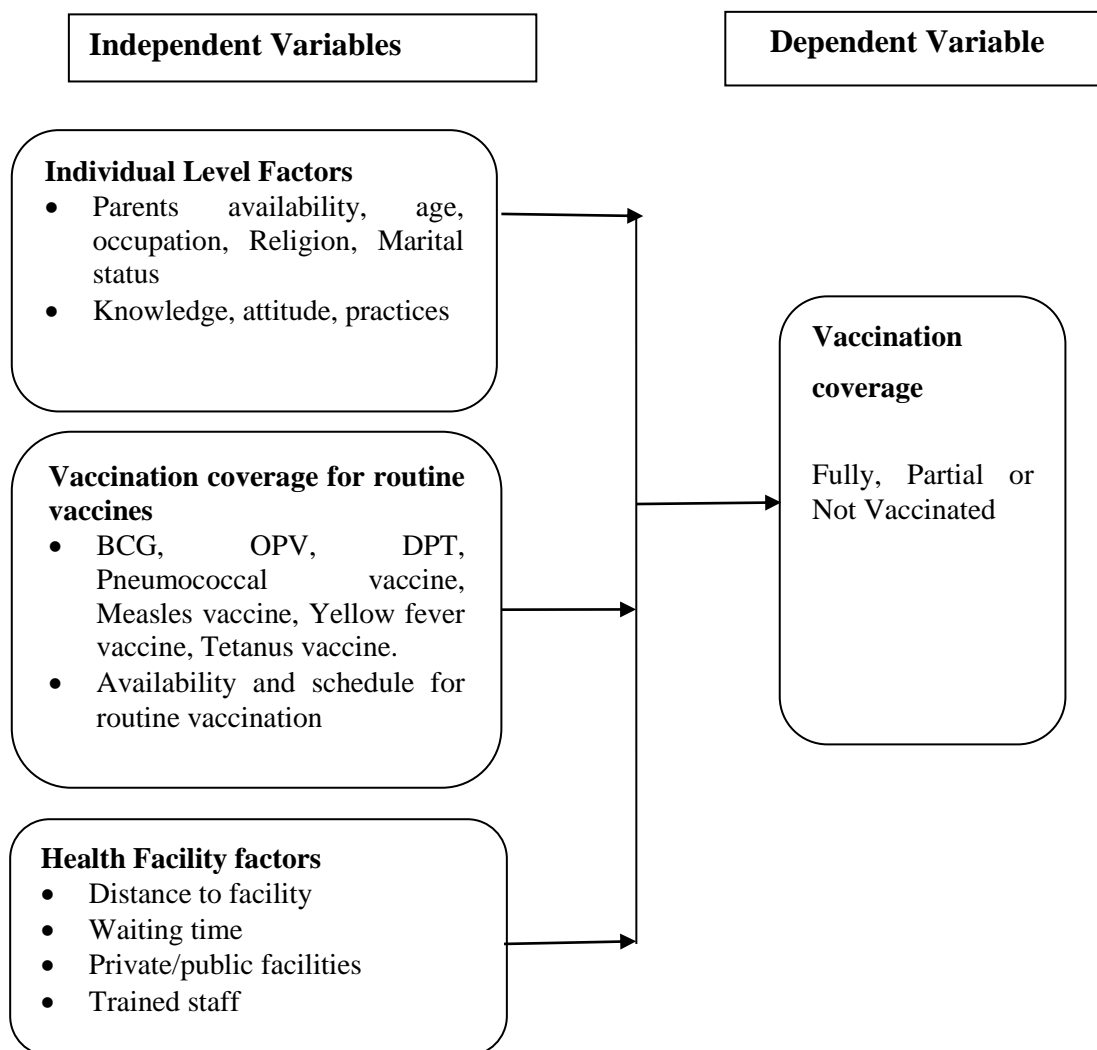 Independent Variables
Dependent Variable
Individual Level Factors
• Parents availability, age,
occupation, Religion, Marital
status
• Knowledge, attitude, practices
Vaccination coverage for routine
vaccines
• BCG, OPV, DPT,
Pneumococcal vaccine,
Measles vaccine, Yellow fever
vaccine, Tetanus vaccine.
• Availability and schedule for
routine vaccination
Health Facility factors
• Distance to facility
• Waiting time
• Private/public facilities
• Trained staff
Vaccination
coverage
Fully, Partial or
Not Vaccinated